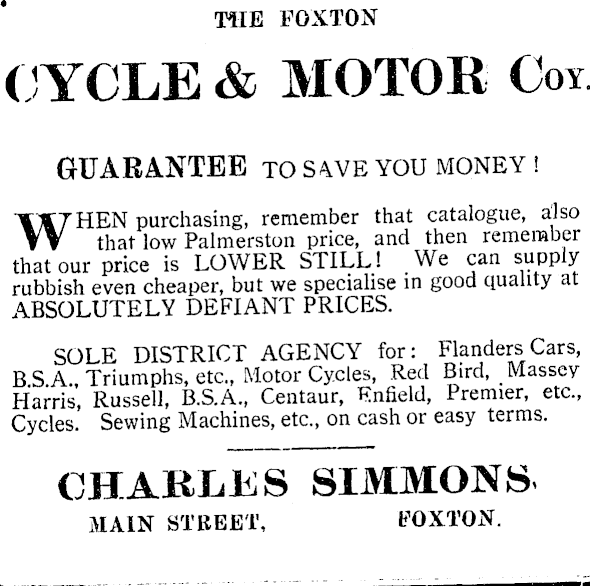 THE FOXTON
CYCLE & MOTOR COY.
GUARANTEE TO SAVE YOU MONEY!
WHEN purchasing, remember that catalogue, also
that low Palmerston price, and then remember
that our price is LOWER STILL! We can supply
rubbish even cheaper, but we specialise in good quality at
ABSOLUTELY DEFIANT PRICES.
SOLE DISTRICT AGENCY for: Flanders Cars,
B.S.A., Triumphs, etc., Motor Cycles, Red Bird, Massey
Harris, Russell, B.S.A., Centaur, Enfield, Premier, etc.,
Cycles. Sewing Machines, etc., on cash or easy terms.
CHARLES SIMMONS,
MAIN STREET, FOXTON.